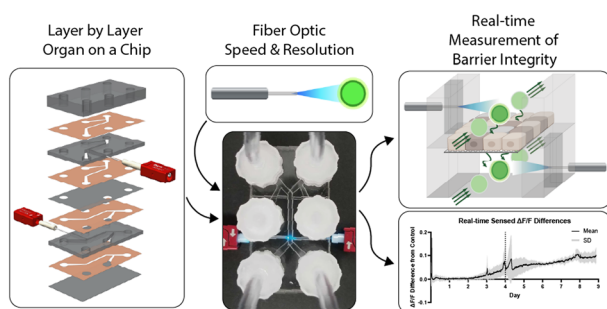 Layer by Layer
Organ on a Chip
Fiber Optic
Speed & Resolution
Real-time
Measurement of
Barrier Integrity
Real-time Sensed ΔF/F Differences
Mean
SD
ΔF/F Difference from Control
0.2
0.1
0.0
-0.1
1 2 3 4 5 6 7 8 9
Day